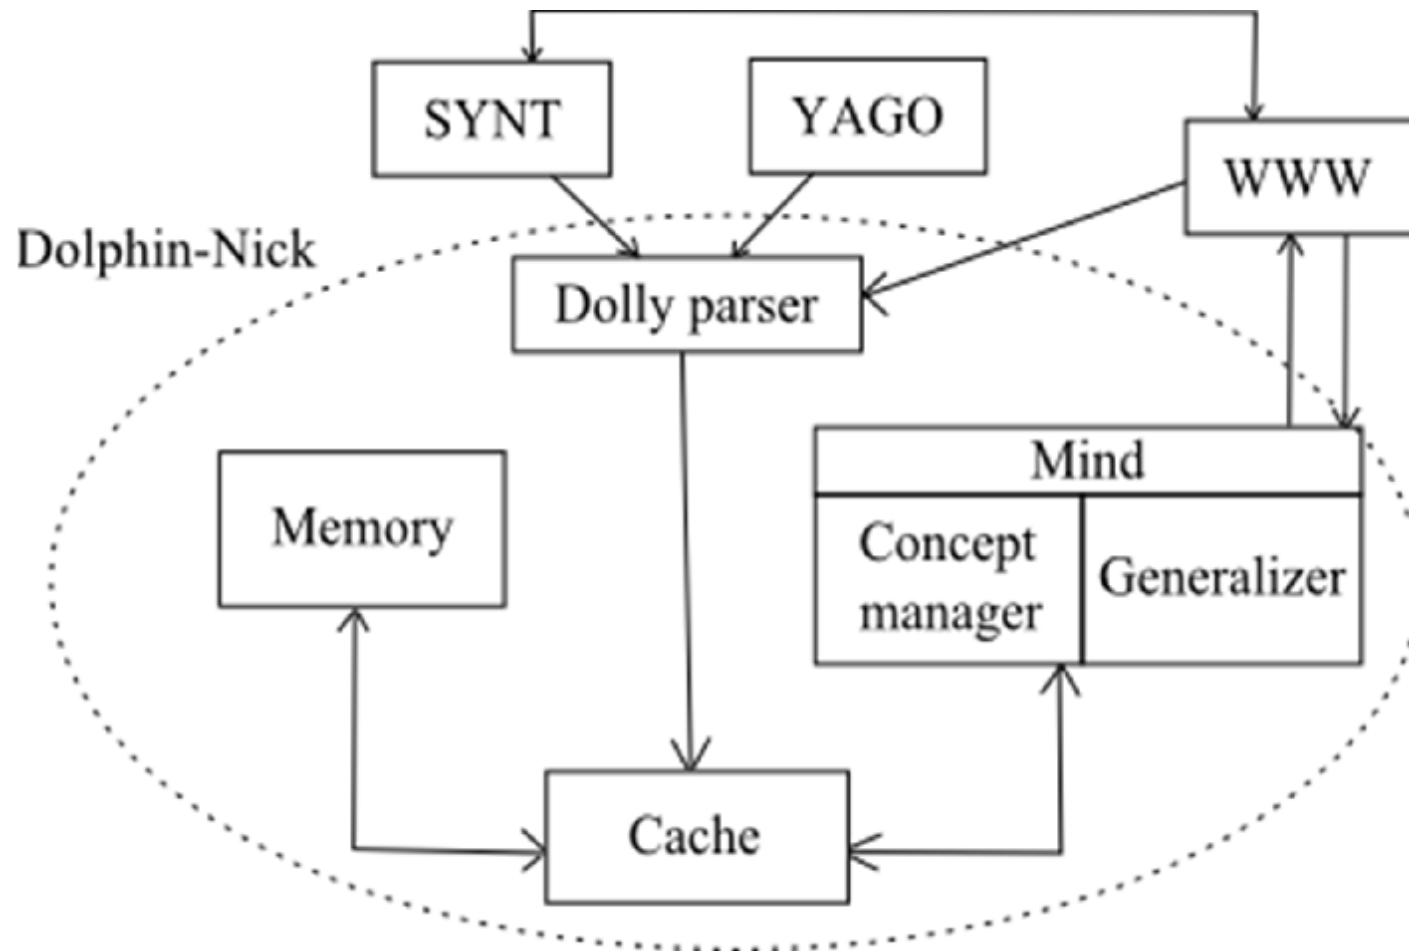 SYNT
YAGO
WWW
Dolphin-Nick
Dolly parser
Mind
Memory
Concept
manager
Generalizer
Cache